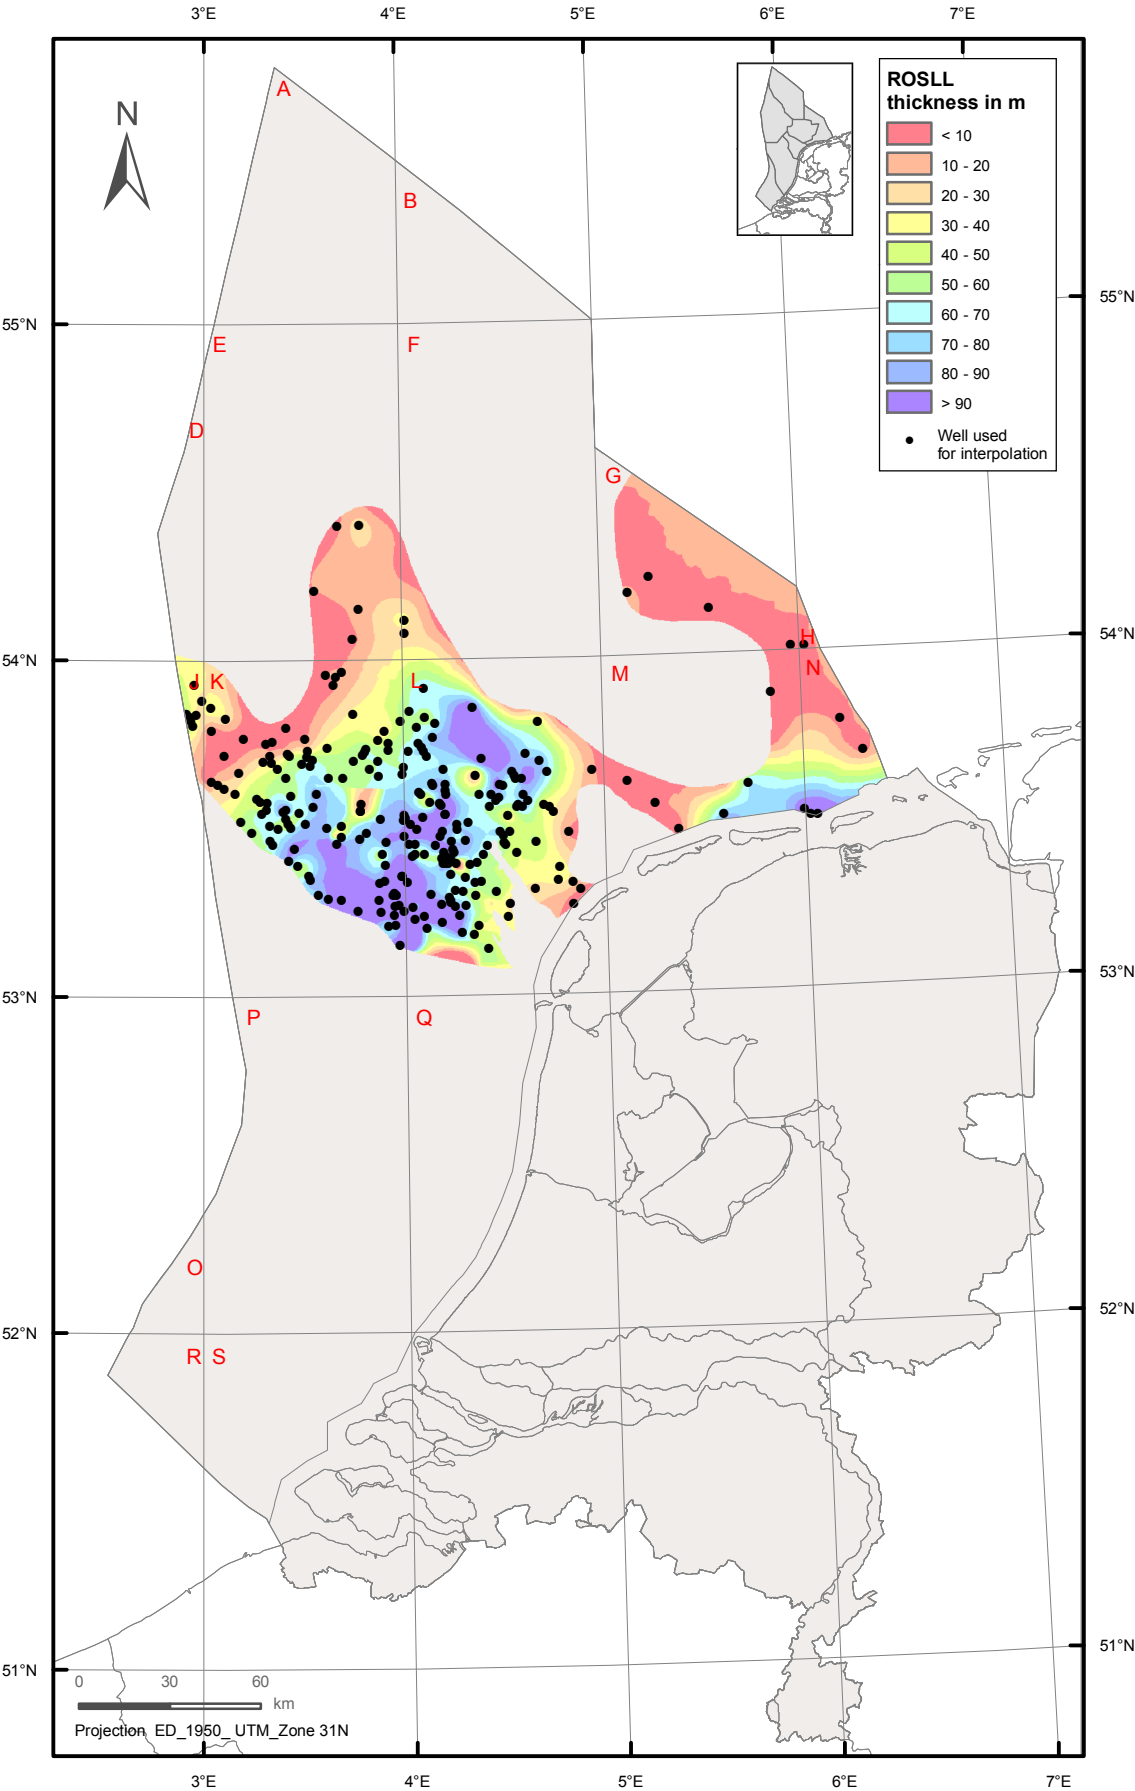 3°E 4°E 5°E 6°E 7°E
ROSLL
thickness in m
< 10
10 - 20
20 - 30
30 - 40
40 - 50
50 - 60
60 - 70
70 - 80
80 - 90
> 90
Well used
for interpolation
N
A
B
55°N 55°N
E F
D
G
H
54°N 54°N
J K L M N
53°N 53°N
P Q
O
52°N 52°N
R S
51°N 51°N
0 30 60
km
Projection ED_1950_ UTM_Zone 31N
3°E 4°E 5°E 6°E 7°E